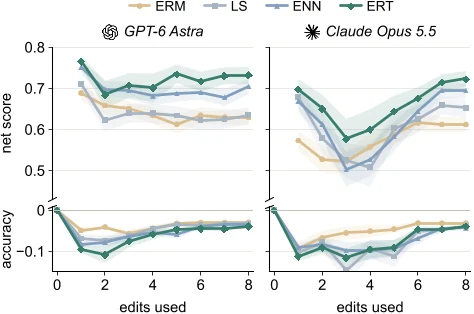 ERM LS ENN ERT
GPT-6 Astra Claude Opus 5.5
net score
0.8
0.7
0.6
0.5
accuracy
0
−0.1
0 2 4 6 8 0 2 4 6 8
edits used edits used